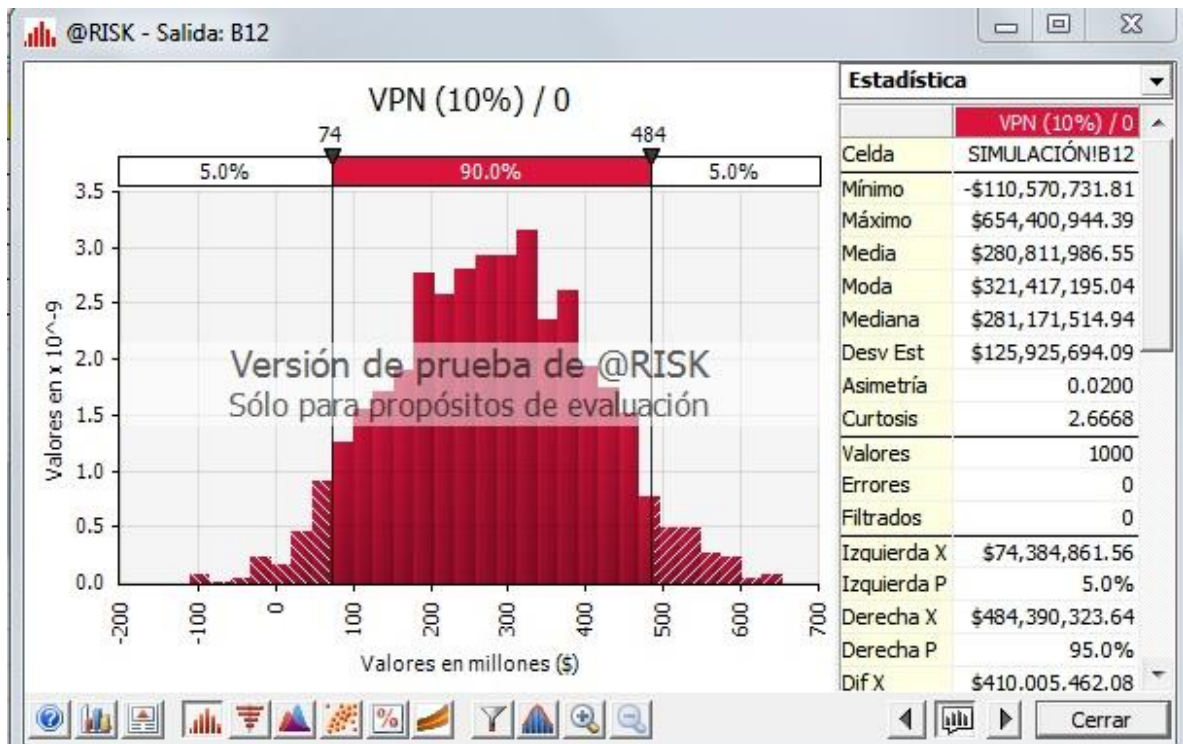 @RISK - Salida: B12
VPN (10%) / 0
74 484
5.0% 90.0% 5.0%
3.5
3.0
2.5
2.0
1.5
1.0
0.5
0.0
Valores en x 10^-9
Versión de prueba de @RISK
Sólo para propósitos de evaluación
-200 -100 0 100 200 300 400 500 600 700
Valores en millones ($)
Estadística
VPN (10%) / 0
Celda SIMULACIÓN!B12
Mínimo -$110,570,731.81
Máximo $654,400,944.39
Media $280,811,986.55
Moda $321,417,195.04
Mediana $281,171,514.94
Desv Est $125,925,694.09
Asimetría 0.0200
Curtosis 2.6668
Valores 1000
Errores 0
Filtrados 0
Izquierda X $74,384,861.56
Izquierda P 5.0%
Derecha X $484,390,323.64
Derecha P 95.0%
Dif X $410,005,462.08
Cerrar